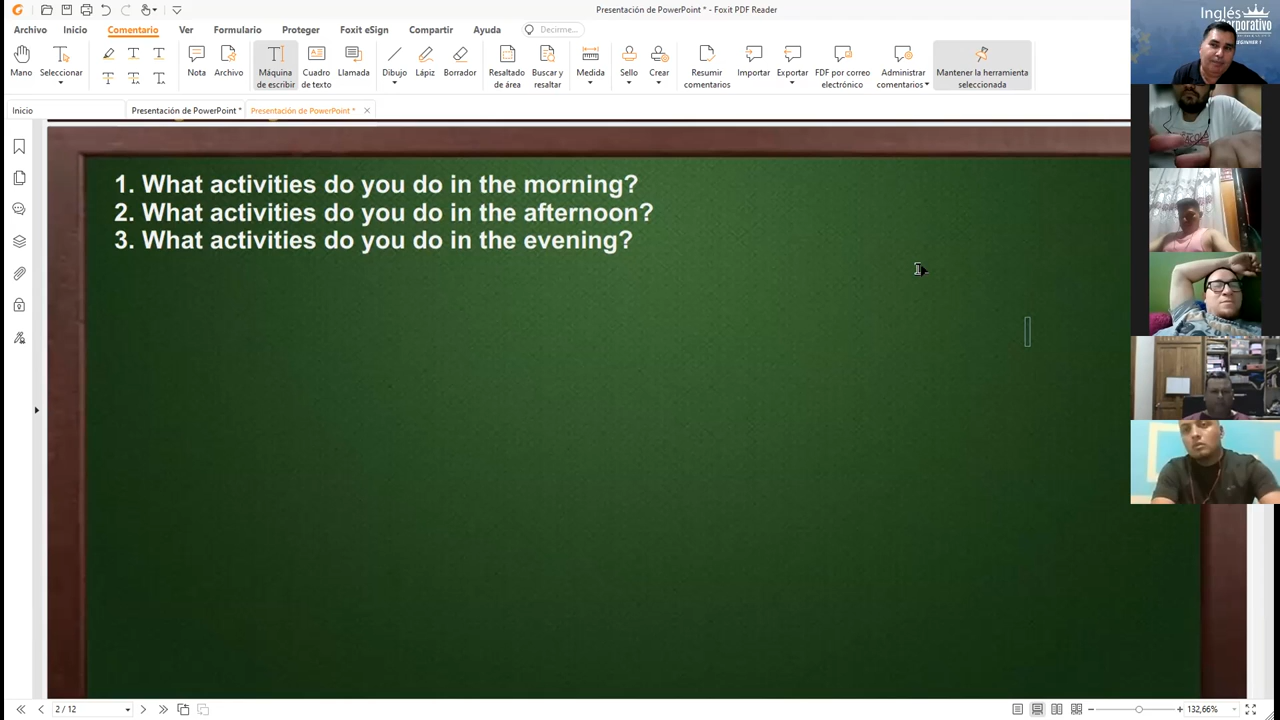 Presentación de PowerPoint * - Foxit PDF Reader
Archivo Inicio Comentario Ver Formulario Proteger Foxit eSign Compartir Ayuda Decirme...
Mano Seleccionar Nota Archivo Máquina de escribir Cuadro de texto Llamada Dibujo Lápiz Borrador Resaltado de área Buscar y resaltar Medida Sello Crear Resumir comentarios Importar Exportar FDF por correo electrónico Administrar comentarios Mantener la herramienta seleccionada
Inicio Presentación de PowerPoint * Presentación de PowerPoint *
1. What activities do you do in the morning?
2. What activities do you do in the afternoon?
3. What activities do you do in the evening?
Inglés
Corporativo
BEGINNER 1
2 / 12
132,66%